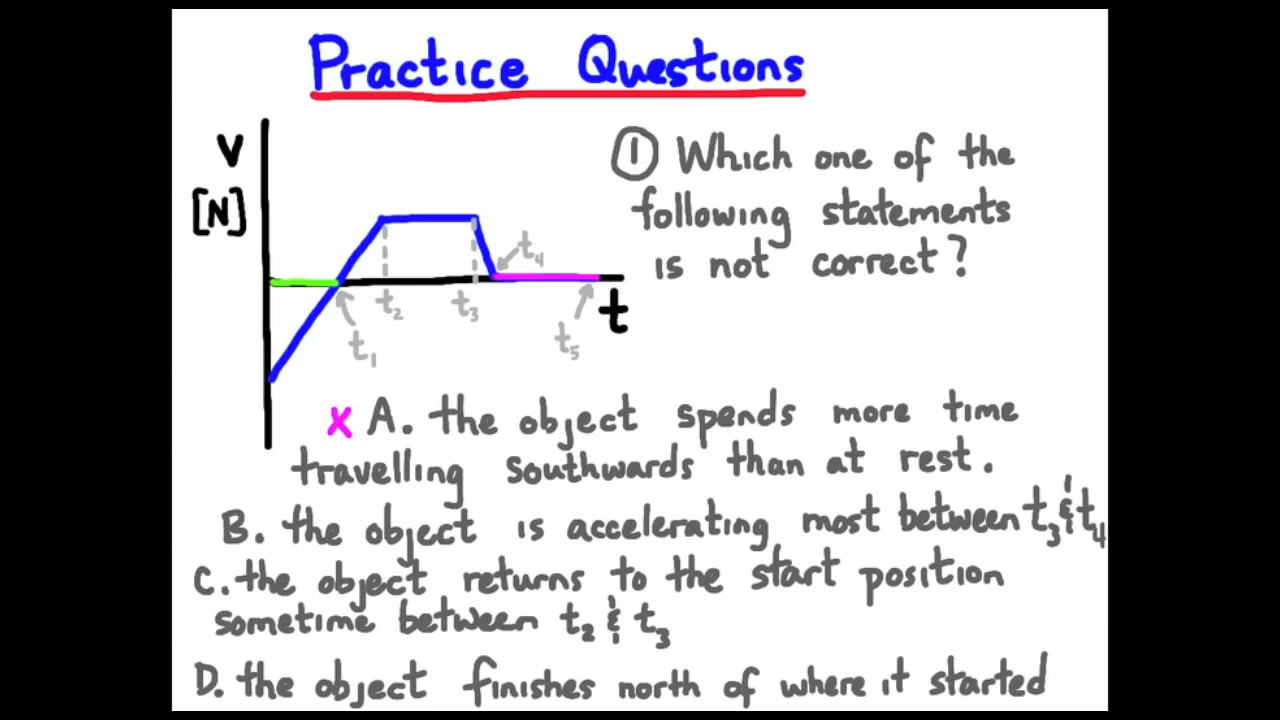 Practice Questions
V
[N]
t₁
t₂
t₃
t₄
t₅
t
① Which one of the
following statements
is not correct?
x A. the object spends more time
travelling southwards than at rest.
B. the object is accelerating most between t₃ & t₄
C. the object returns to the start position
sometime between t₂ & t₃
D. the object finishes north of where it started